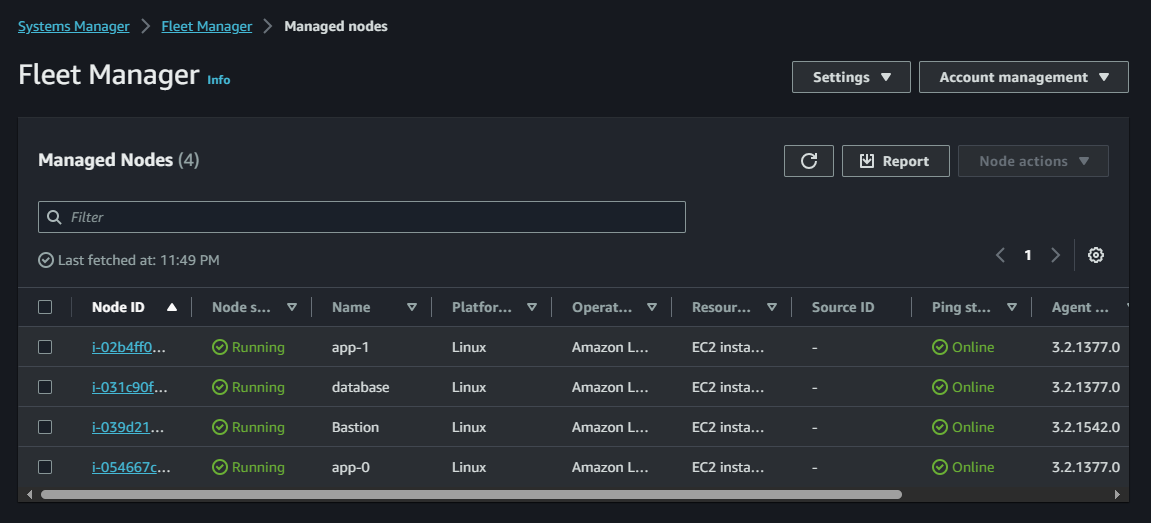 Systems Manager > Fleet Manager > Managed nodes
Fleet Manager Info
Settings Account management
Managed Nodes (4)
Report Node actions
Filter
Last fetched at: 11:49 PM
1
Node ID Node s... Name Platfor... Operat... Resour... Source ID Ping st... Agent ...
i-02b4ff0... Running app-1 Linux Amazon L... EC2 insta... - Online 3.2.1377.0
i-031c90f... Running database Linux Amazon L... EC2 insta... - Online 3.2.1377.0
i-039d21... Running Bastion Linux Amazon L... EC2 insta... - Online 3.2.1542.0
i-054667c... Running app-0 Linux Amazon L... EC2 insta... - Online 3.2.1377.0